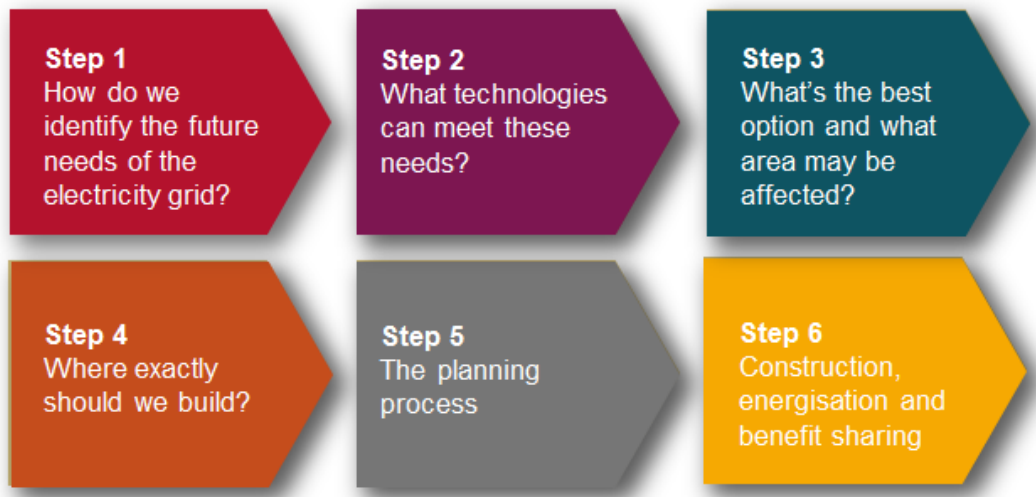 Step 1
How do we
identify the future
needs of the
electricity grid?
Step 2
What technologies
can meet these
needs?
Step 3
What's the best
option and what
area may be
affected?
Step 4
Where exactly
should we build?
Step 5
The planning
process
Step 6
Construction,
energisation and
benefit sharing